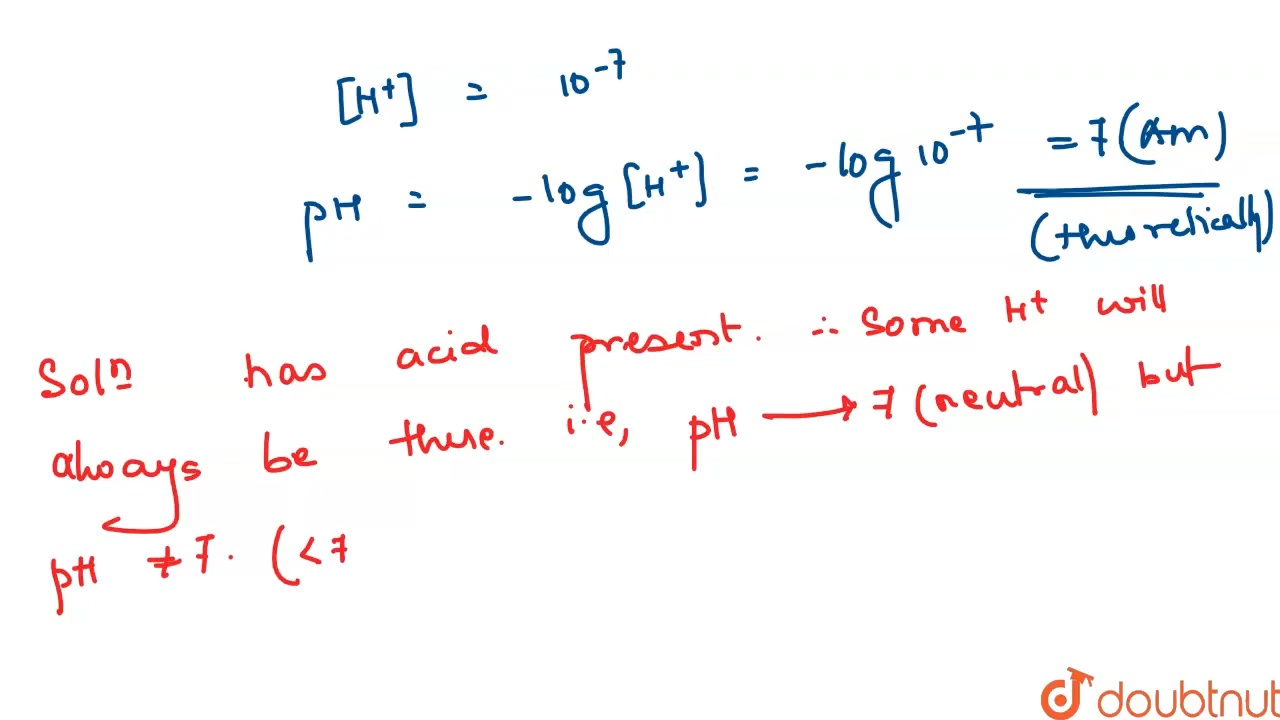 [H⁺] = 10⁻⁷
pH = -log [H⁺] = -log 10⁻⁷ = 7 (Am)
(theoretically)
Solⁿ has acid present. ∴ Some H⁺ will
always be there. i.e, pH → 7 (neutral) but
pH ≠ 7. (< 7
doubtnut